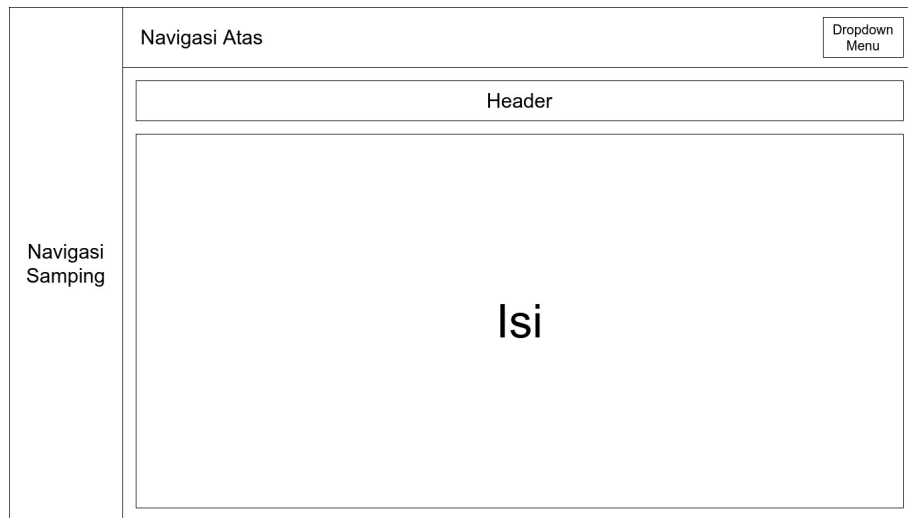 Navigasi Atas
Dropdown
Menu
Header
Navigasi
Samping
Isi